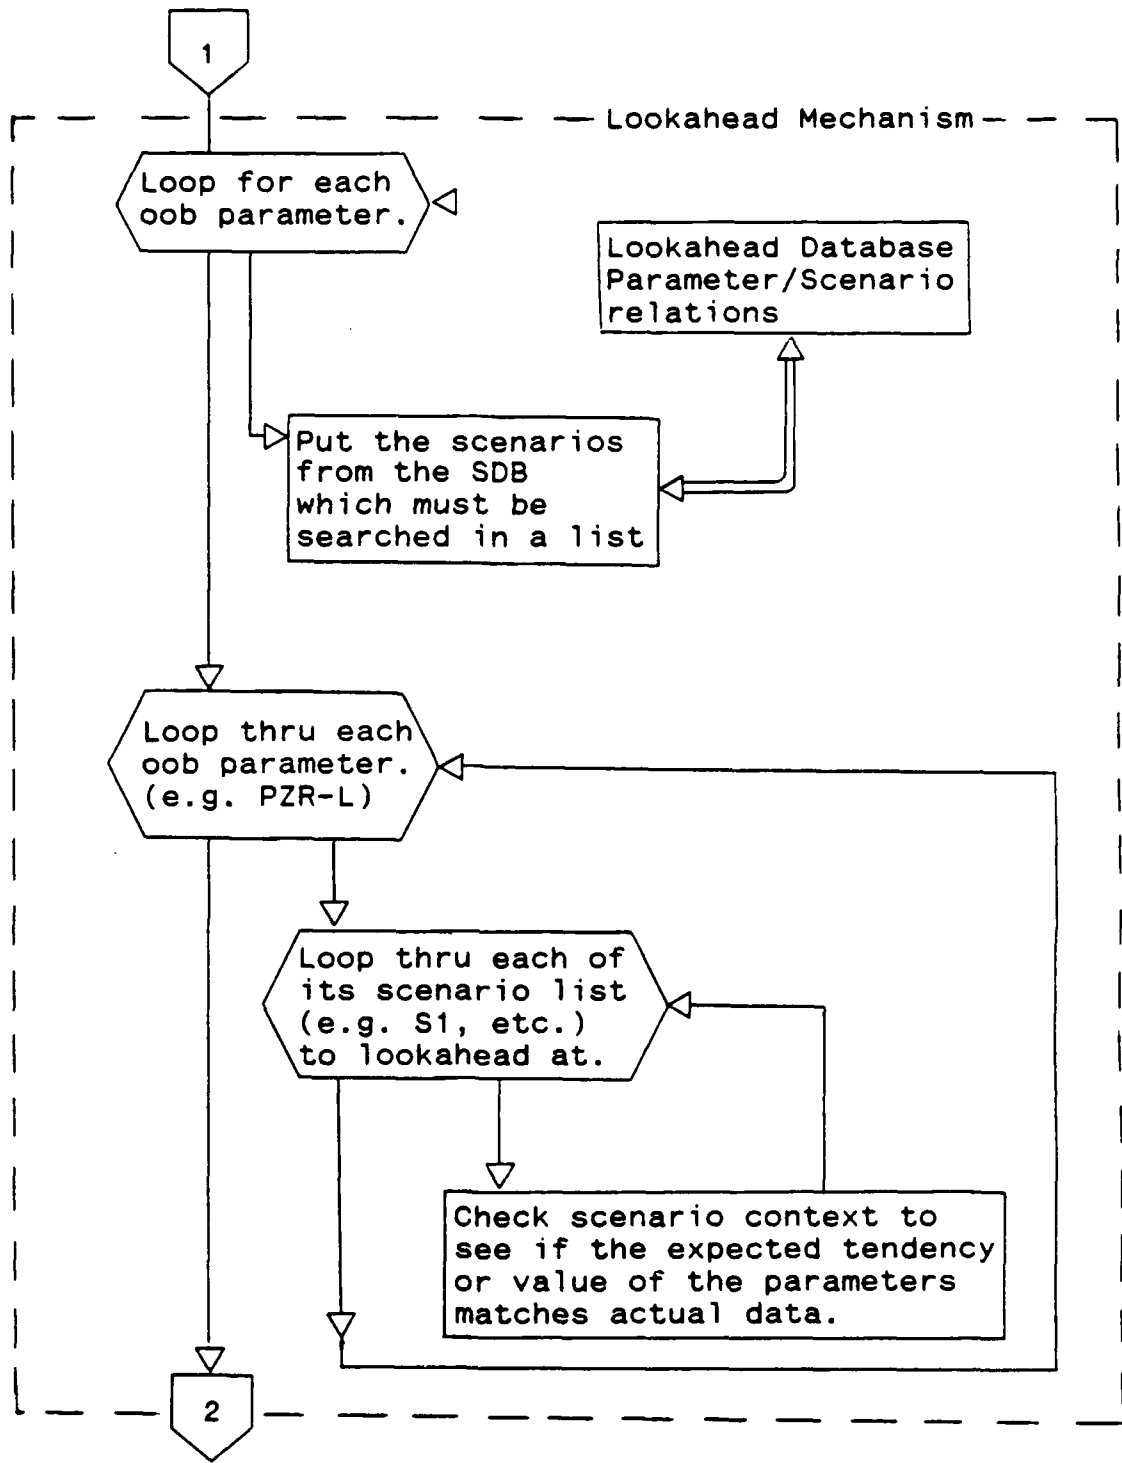 1
Lookahead Mechanism
Loop for each
oob parameter.
Lookahead Database
Parameter/Scenario
relations
Put the scenarios
from the SDB
which must be
searched in a list
Loop thru each
oob parameter.
(e.g. PZR-L)
Loop thru each of
its scenario list
(e.g. S1, etc.)
to lookahead at.
Check scenario context to
see if the expected tendency
or value of the parameters
matches actual data.
2